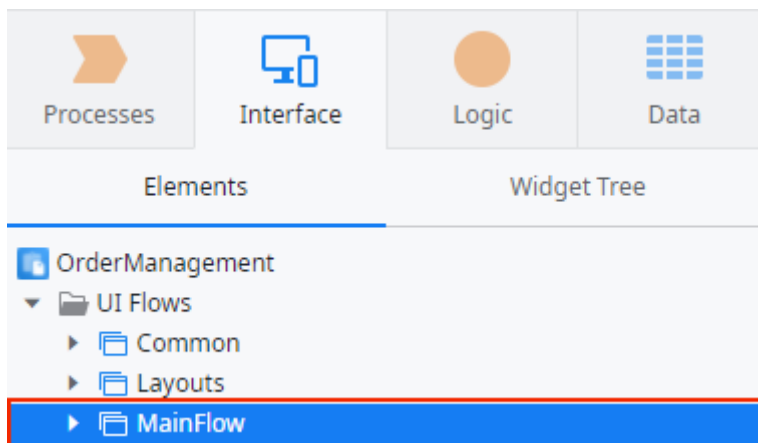 Processes Interface Logic Data
Elements Widget Tree
OrderManagement
UI Flows
Common
Layouts
MainFlow